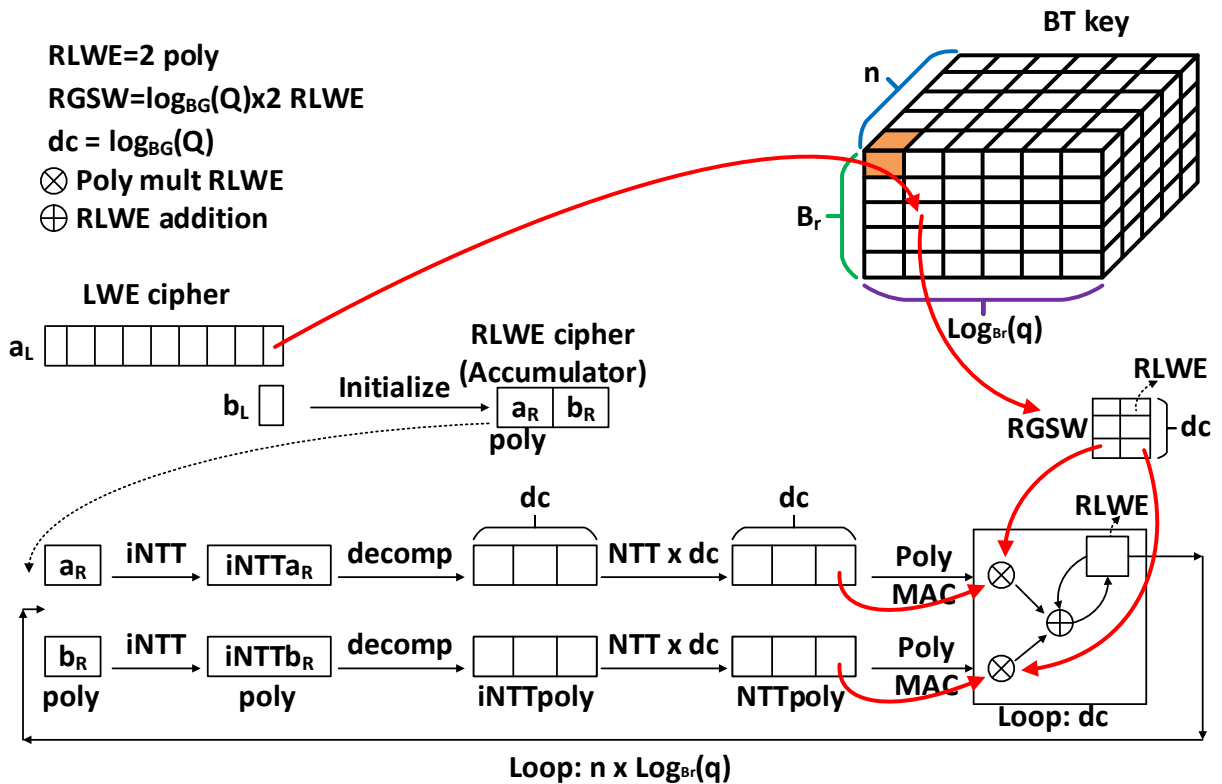 BT key
RLWE=2 poly
RGSW=log_BG(Q)x2 RLWE
dc = log_BG(Q)
⊗ Poly mult RLWE
⊕ RLWE addition
n
B_r
Log_Br(q)
LWE cipher
a_L
b_L
Initialize
RLWE cipher
(Accumulator)
a_R b_R
poly
RLWE
RGSW
dc
dc
dc
RLWE
a_R iNTT iNTTa_R decomp NTT x dc Poly
MAC
b_R iNTT iNTTb_R decomp NTT x dc Poly
MAC
poly poly iNTTpoly NTTpoly
Loop: dc
Loop: n x Log_Br(q)